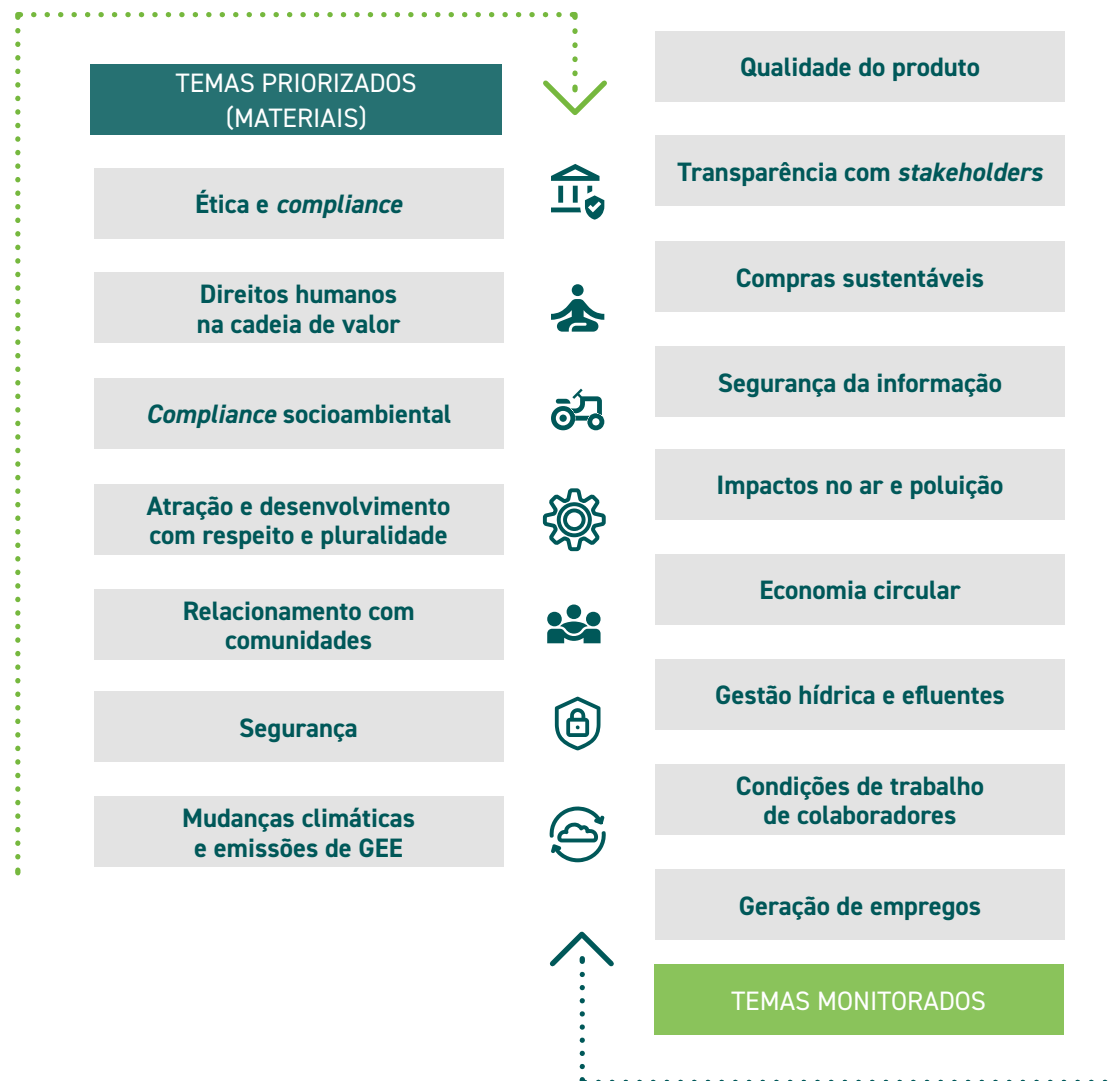 TEMAS PRIORIZADOS
(MATERIAIS)
Ética e compliance
Direitos humanos
na cadeia de valor
Compliance socioambiental
Atração e desenvolvimento
com respeito e pluralidade
Relacionamento com
comunidades
Segurança
Mudanças climáticas
e emissões de GEE
Qualidade do produto
Transparência com stakeholders
Compras sustentáveis
Segurança da informação
Impactos no ar e poluição
Economia circular
Gestão hídrica e efluentes
Condições de trabalho
de colaboradores
Geração de empregos
TEMAS MONITORADOS